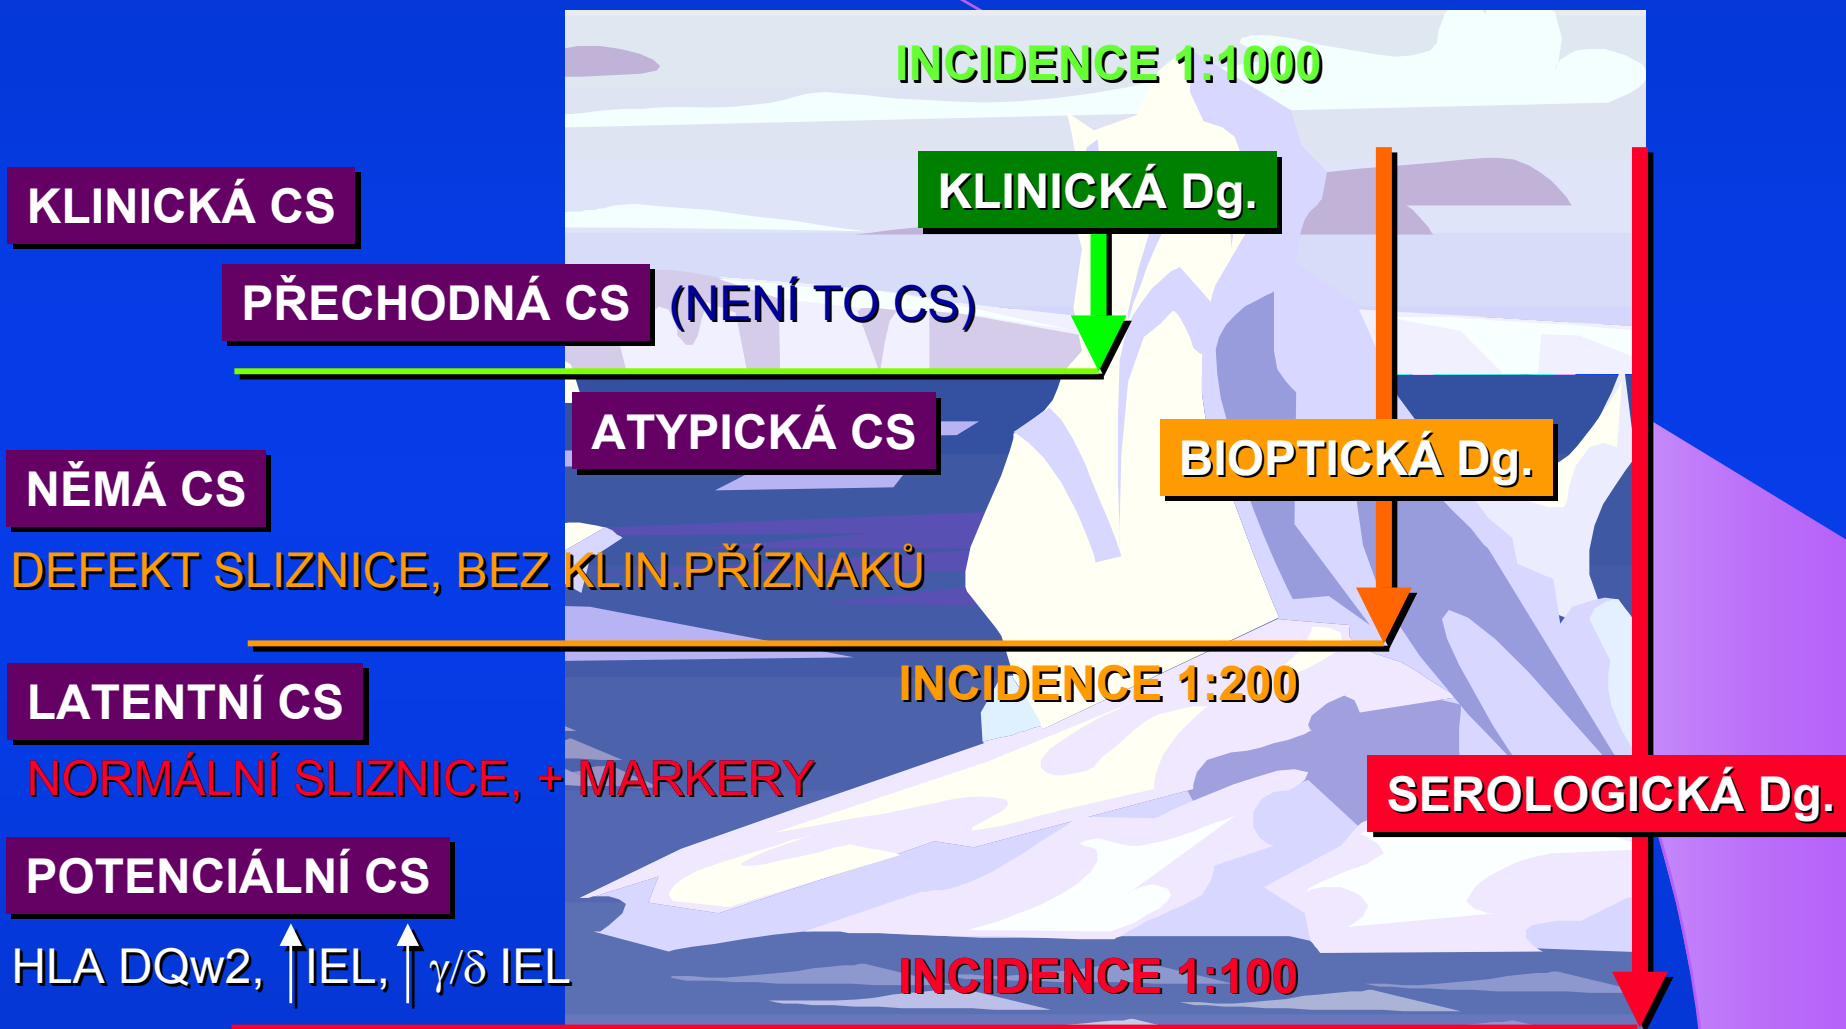 INCIDENCE 1:1000
KLINICKÁ CS
KLINICKÁ Dg.
PŘECHODNÁ CS (NENÍ TO CS)
ATYPICKÁ CS
BIOPTICKÁ Dg.
NĚMÁ CS
DEFEKT SLIZNICE, BEZ KLIN.PŘÍZNAKŮ
INCIDENCE 1:200
LATENTNÍ CS
NORMÁLNÍ SLIZNICE, + MARKERY
SEROLOGICKÁ Dg.
POTENCIÁLNÍ CS
HLA DQw2, ↑IEL, ↑ γ/δ IEL
INCIDENCE 1:100